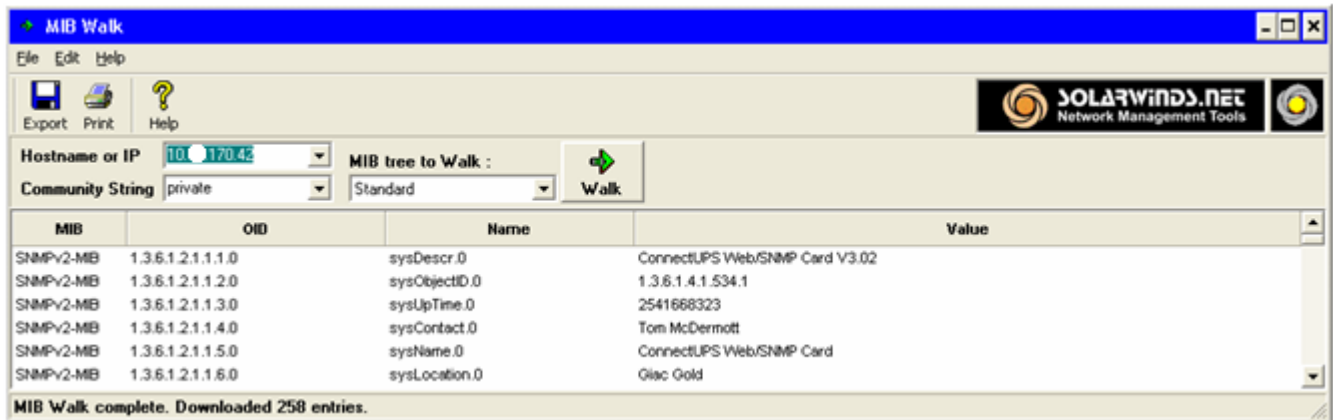 MIB Walk
File Edit Help
Export Print Help
SOLARWINDS.NET
Network Management Tools
Hostname or IP 10. 170.42 MIB tree to Walk :
Community String private Standard Walk
MIB OID Name Value
SNMPv2-MIB 1.3.6.1.2.1.1.1.0 sysDescr.0 ConnectUPS Web/SNMP Card V3.02
SNMPv2-MIB 1.3.6.1.2.1.1.2.0 sysObjectID.0 1.3.6.1.4.1.534.1
SNMPv2-MIB 1.3.6.1.2.1.1.3.0 sysUpTime.0 2541668323
SNMPv2-MIB 1.3.6.1.2.1.1.4.0 sysContact.0 Tom McDermott
SNMPv2-MIB 1.3.6.1.2.1.1.5.0 sysName.0 ConnectUPS Web/SNMP Card
SNMPv2-MIB 1.3.6.1.2.1.1.6.0 sysLocation.0 Giac Gold
MIB Walk complete. Downloaded 258 entries.